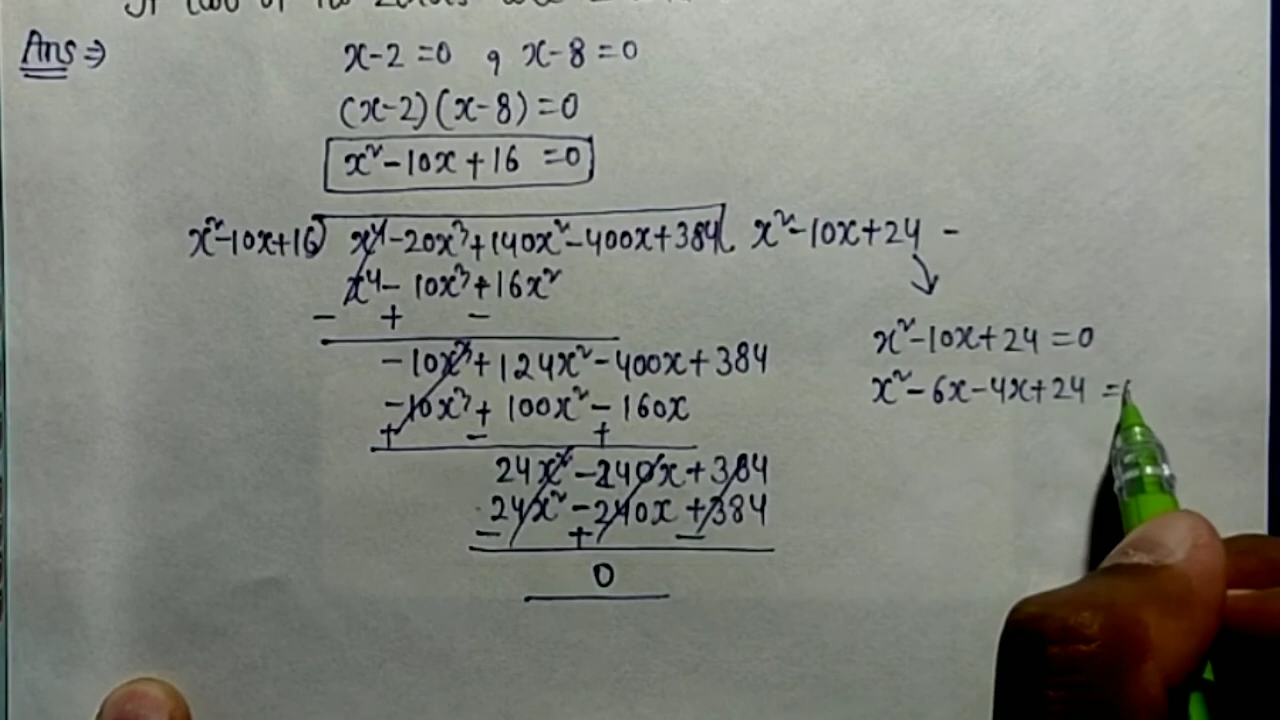 Ans ⇒ x-2 =0 , x-8=0
(x-2)(x-8)=0
x²-10x+16 =0
x²-10x+16) x⁴-20x³+140x²-400x+384( x²-10x+24 -
x⁴- 10x³+16x²
- + -
-10x³+124x²-400x+384
-10x³+ 100x²-160x
+ - +
24x²-240x+384
24x²-240x+384
- + -
0
x²-10x+24=0
x²-6x-4x+24 =